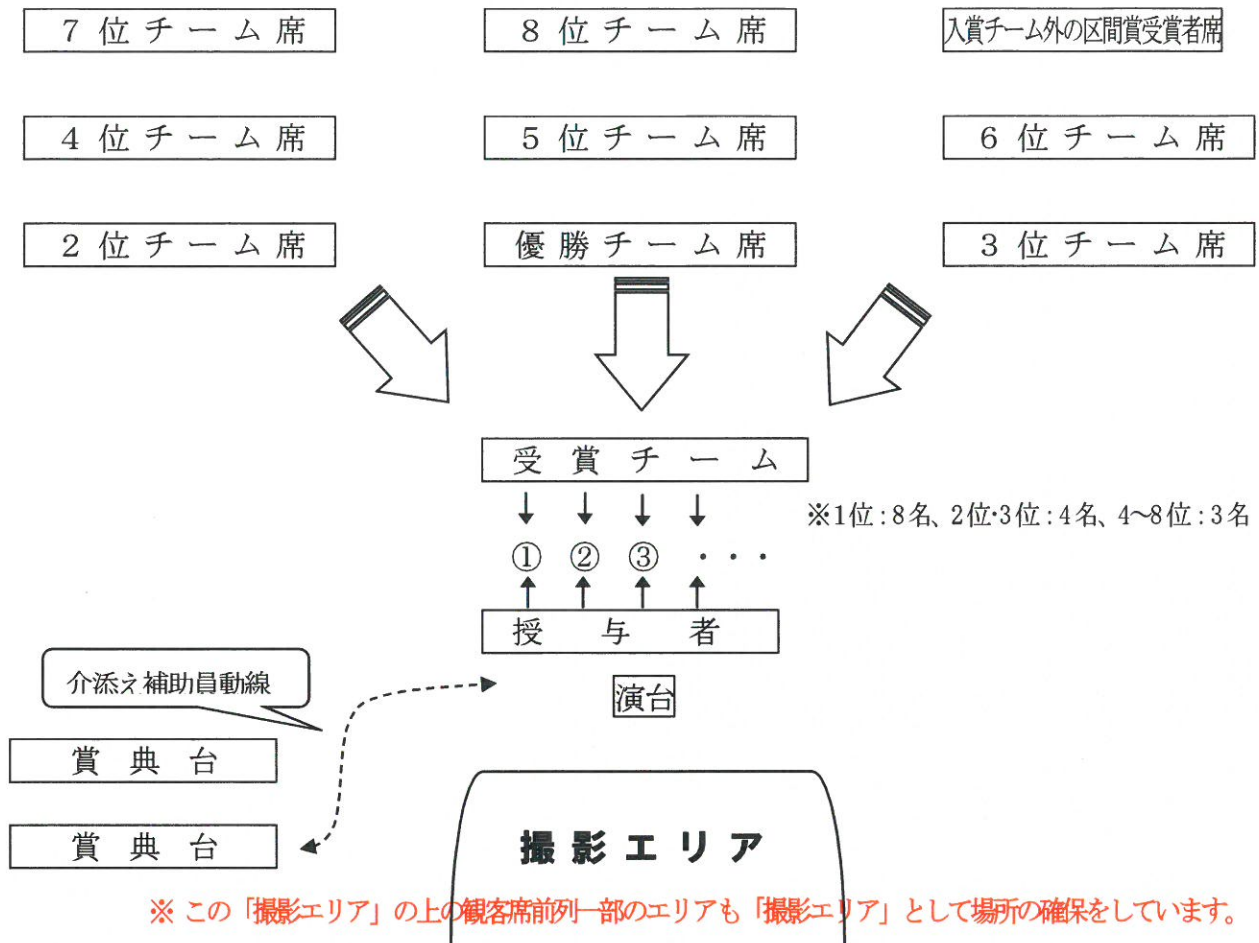 7位チーム席
8位チーム席
入賞チーム外の区間賞受賞者席
4位チーム席
5位チーム席
6位チーム席
2位チーム席
優勝チーム席
3位チーム席
受賞チーム
※1位:8名、2位・3位:4名、4~8位:3名
①②③・・・
授与者
介添え補助員動線
演台
賞典台
賞典台
撮影エリア
※ この「撮影エリア」の上の観客席前列一部のエリアも「撮影エリア」として場所の確保をしています。